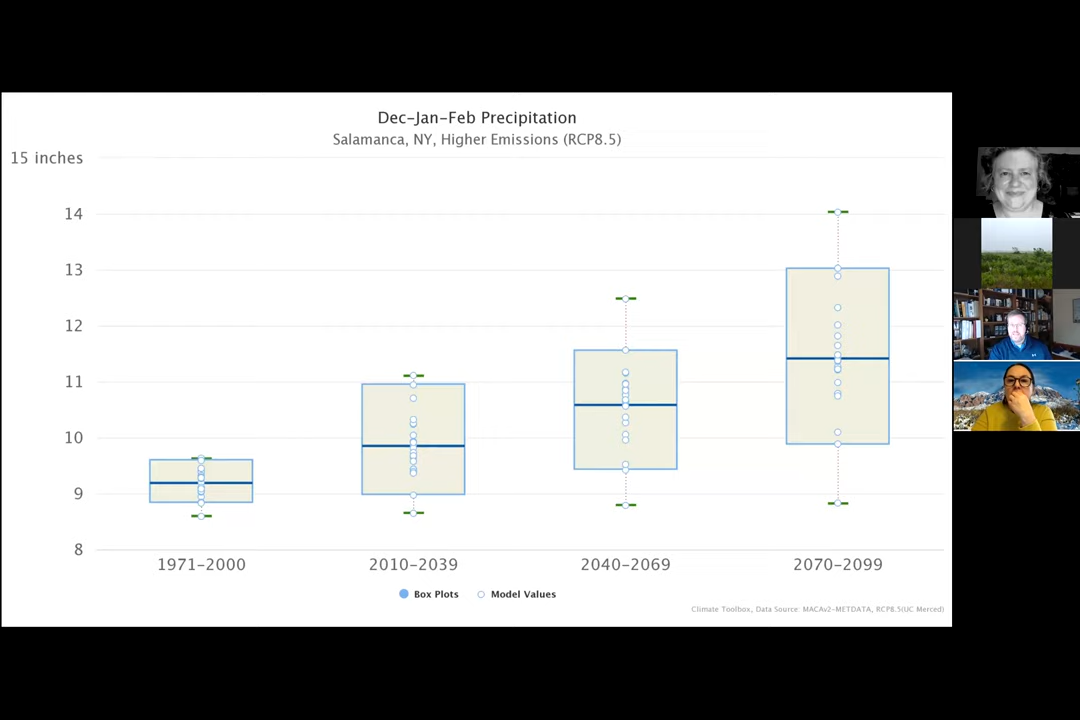 Dec-Jan-Feb Precipitation
Salamanca, NY, Higher Emissions (RCP8.5)
15 inches
14
13
12
11
10
9
8
1971-2000 2010-2039 2040-2069 2070-2099
Box Plots Model Values
Climate Toolbox, Data Source: MACAv2-METDATA, RCP8.5(UC Merced)